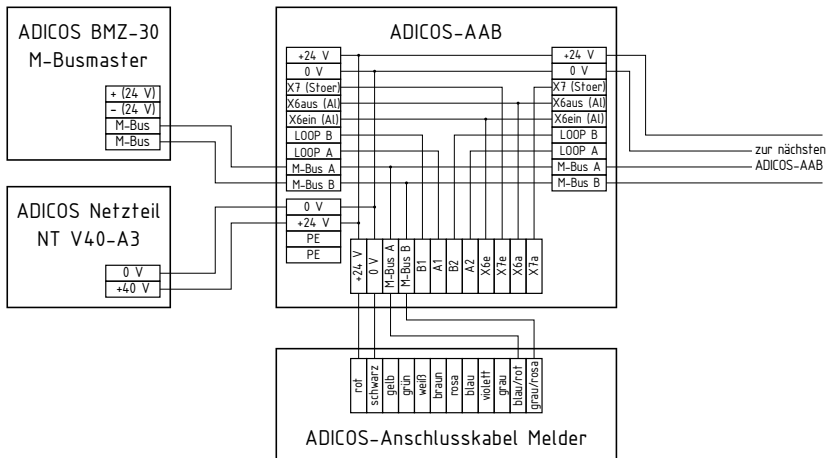 ADICOS BMZ-30
M-Busmaster
+ (24 V)
- (24 V)
M-Bus
M-Bus
ADICOS Netzteil
NT V40-A3
0 V
+40 V
ADICOS-AAB
+24 V
0 V
X7 (Stoer)
X6aus (Al)
X6ein (Al)
LOOP B
LOOP A
M-Bus A
M-Bus B
0 V
+24 V
PE
PE
+24 V
0 V
M-Bus A
M-Bus B
B1
A1
B2
A2
X6e
X7e
X6a
X7a
+24 V
0 V
X7 (Stoer)
X6aus (Al)
X6ein (Al)
LOOP B
LOOP A
M-Bus A
M-Bus B
zur nächsten
ADICOS-AAB
rot
schwarz
gelb
grün
weiß
braun
rosa
blau
violett
grau
blau/rot
grau/rosa
ADICOS-Anschlusskabel Melder